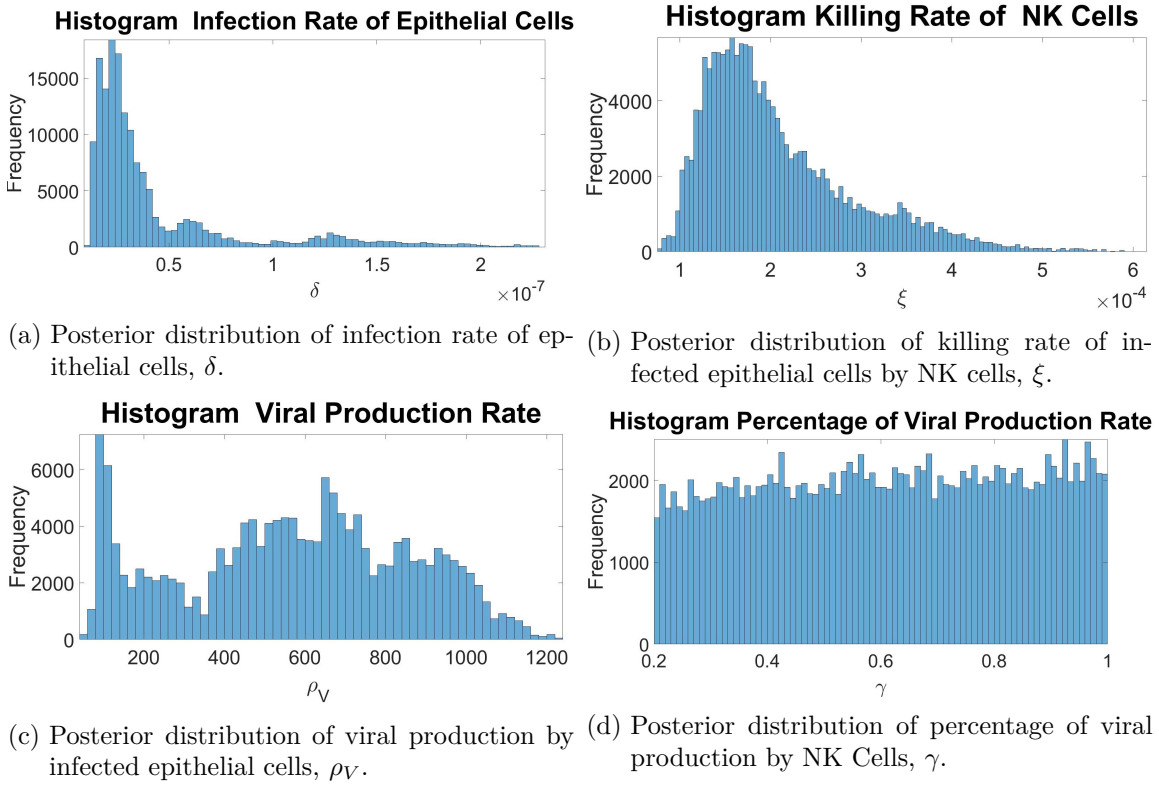 Histogram Infection Rate of Epithelial Cells
Frequency
15000
10000
5000
0
0.5
1
1.5
2
×10-7
δ
(a) Posterior distribution of infection rate of ep-
ithelial cells, δ.
Histogram Killing Rate of NK Cells
Frequency
4000
2000
0
1
2
3
4
5
6
×10-4
ξ
(b) Posterior distribution of killing rate of in-
fected epithelial cells by NK cells, ξ.
Histogram Viral Production Rate
Frequency
6000
4000
2000
0
200
400
600
800
1000
1200
ρV
(c) Posterior distribution of viral production by
infected epithelial cells, ρV.
Histogram Percentage of Viral Production Rate
Frequency
2000
1000
0
0.2
0.4
0.6
0.8
1
γ
(d) Posterior distribution of percentage of viral
production by NK Cells, γ.